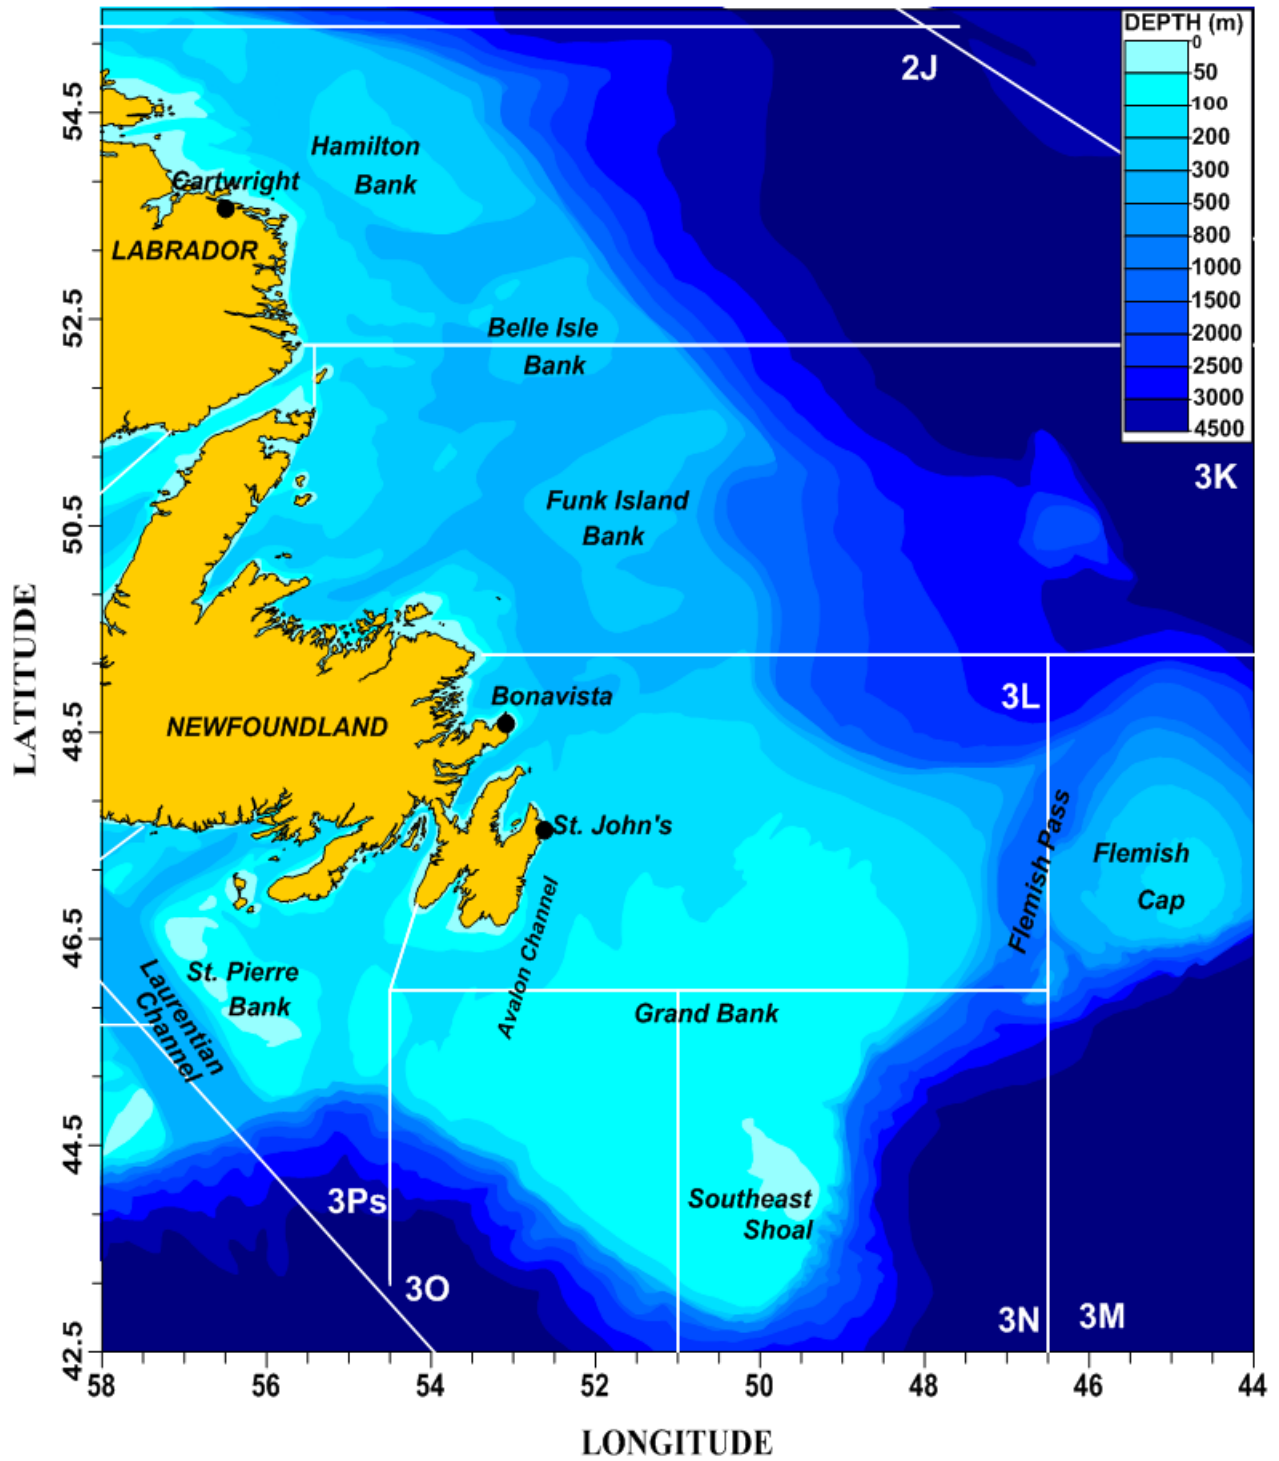 DEPTH (m)
0
50
100
200
300
500
800
1000
1500
2000
2500
3000
4500
2J
Hamilton
Bank
Cartwright
LABRADOR
Belle Isle
Bank
3K
Funk Island
Bank
3L
Bonavista
NEWFOUNDLAND
St. John's
Flemish Pass
Flemish
Cap
Avalon Channel
St. Pierre
Bank
Laurentian
Channel
Grand Bank
Southeast
Shoal
3Ps
3O
3N
3M
LATITUDE
54.5
52.5
50.5
48.5
46.5
44.5
42.5
58 56 54 52 50 48 46 44
LONGITUDE